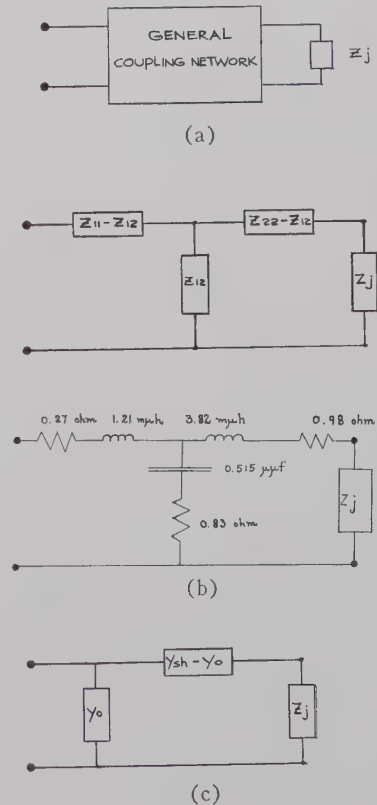 GENERAL
COUPLING NETWORK
Zj
(a)
Z11-Z12
Z22-Z12
Z12
Zj
0.27 ohm 1.21 mμh 3.82 mμh 0.98 ohm
0.515 μμf
0.83 ohm
Zj
(b)
Ysh-Yo
Yo
Zj
(c)